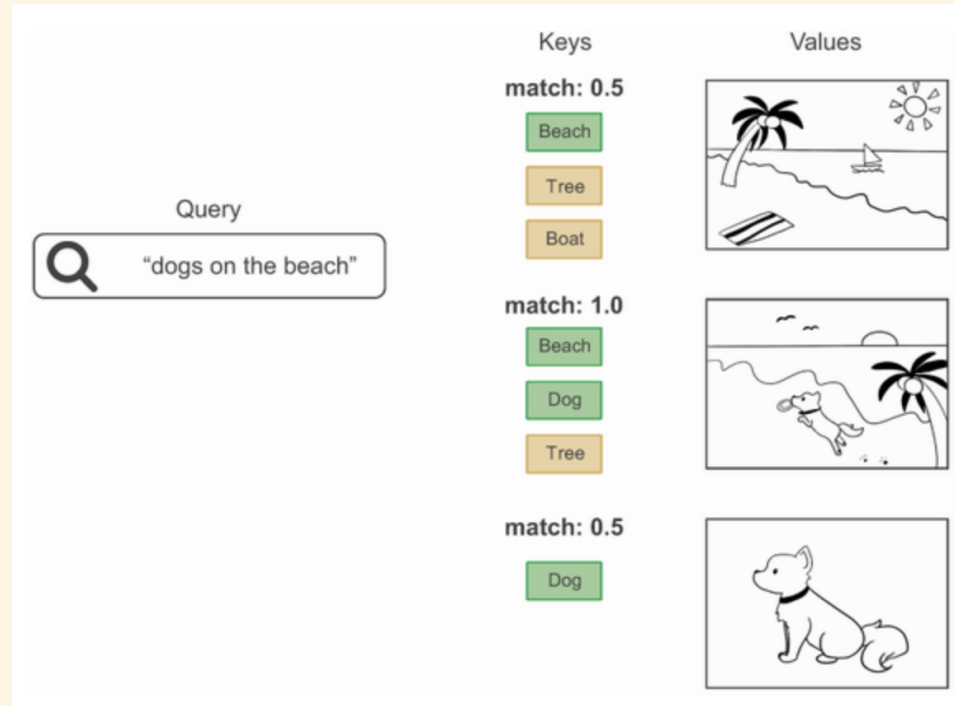 Keys
Values
match: 0.5
Beach
Tree
Boat
Query
“dogs on the beach”
match: 1.0
Beach
Dog
Tree
match: 0.5
Dog